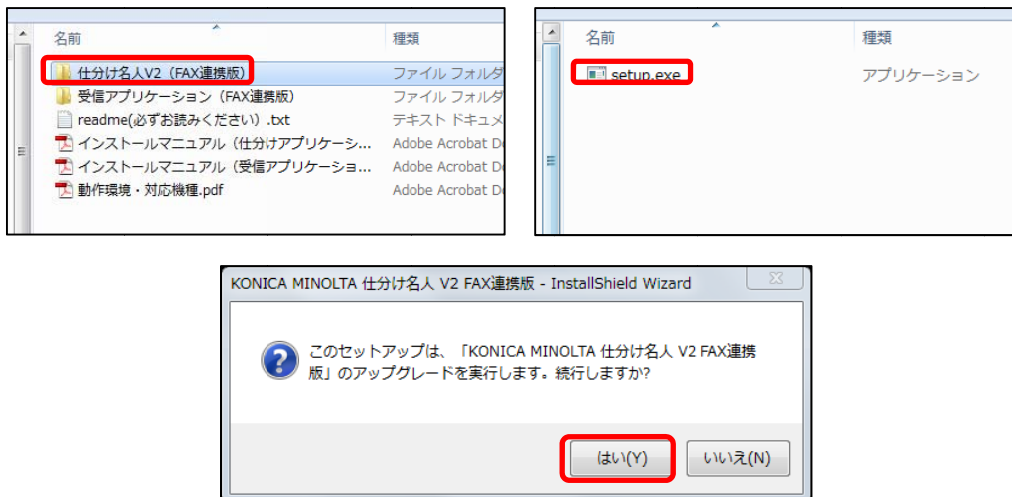 名前 種類
仕分け名人V2（FAX連携版） ファイル フォルダ
受信アプリケーション（FAX連携版） ファイル フォルダ
readme(必ずお読みください）.txt テキスト ドキュメ
インストールマニュアル（仕分けアプリケーシ... Adobe Acrobat D
インストールマニュアル（受信アプリケーショ... Adobe Acrobat D
動作環境・対応機種.pdf Adobe Acrobat D
名前 種類
setup.exe アプリケーション
KONICA MINOLTA 仕分け名人 V2 FAX連携版 - InstallShield Wizard
このセットアップは、「KONICA MINOLTA 仕分け名人 V2 FAX連携
版」のアップグレードを実行します。続行しますか?
はい(Y) いいえ(N)